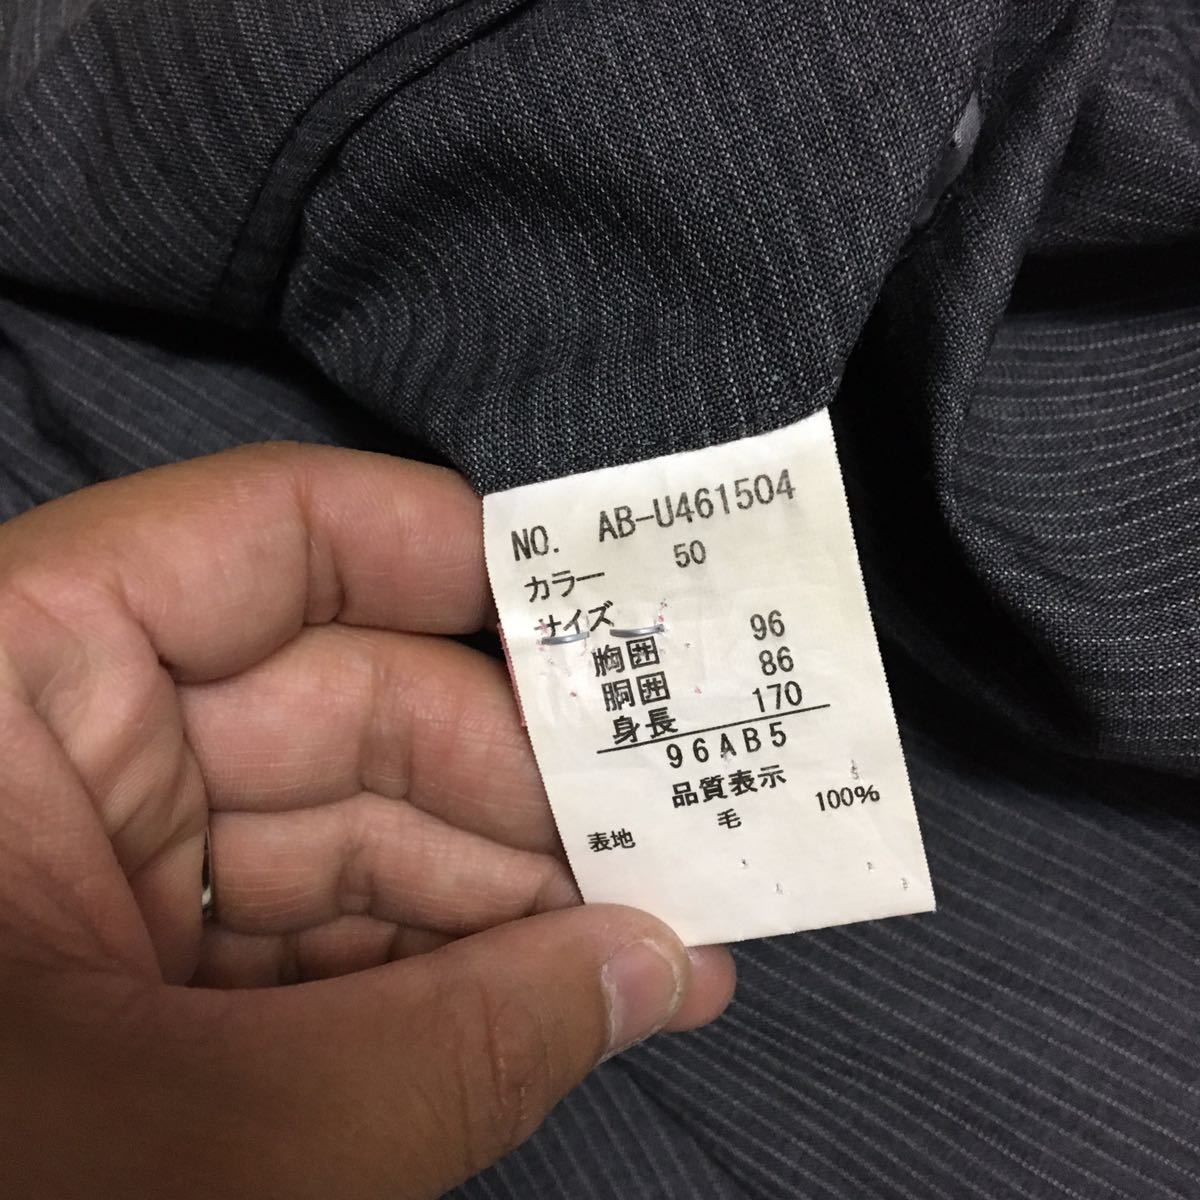 NO. AB-U461504
カラー 50
サイズ
胸囲 96
胴囲 86
身長 170
96AB5
品質表示
表地 毛 100%